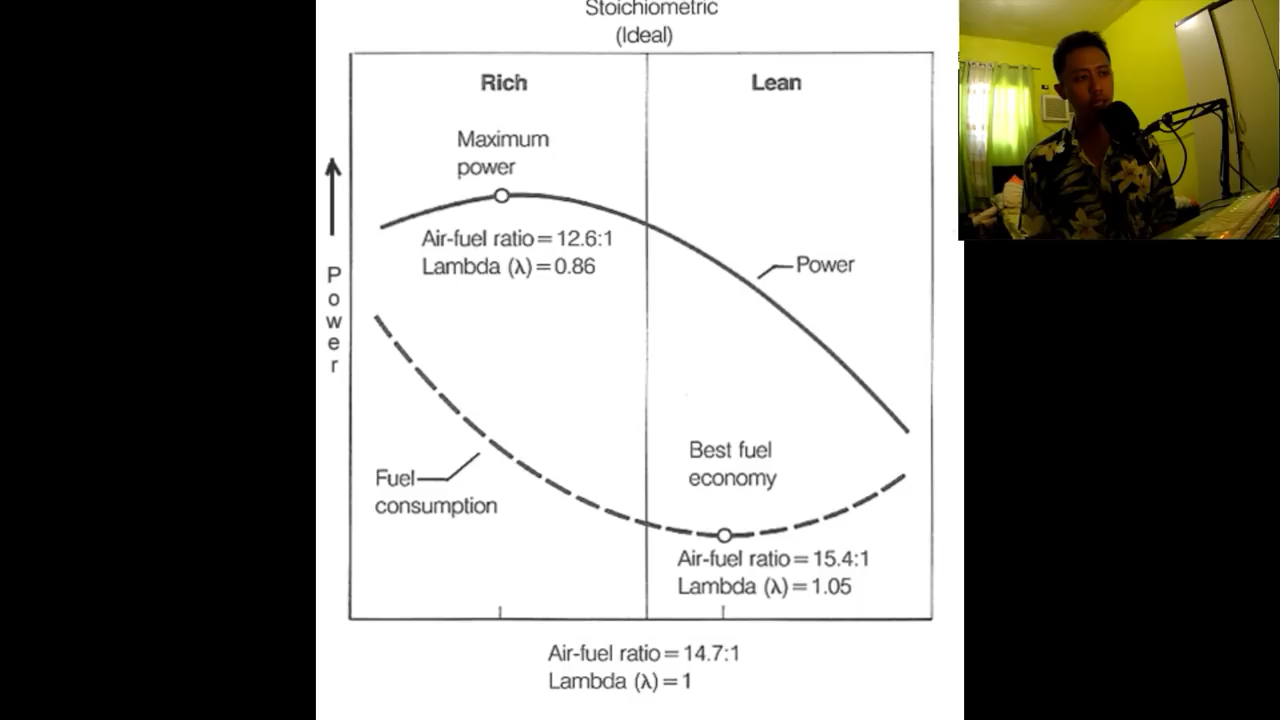 Stoichiometric
(Ideal)
Rich
Lean
Maximum
power
Air-fuel ratio = 12.6:1
Lambda (λ) = 0.86
Power
Power
Fuel
consumption
Best fuel
economy
Air-fuel ratio = 15.4:1
Lambda (λ) = 1.05
Air-fuel ratio = 14.7:1
Lambda (λ) = 1